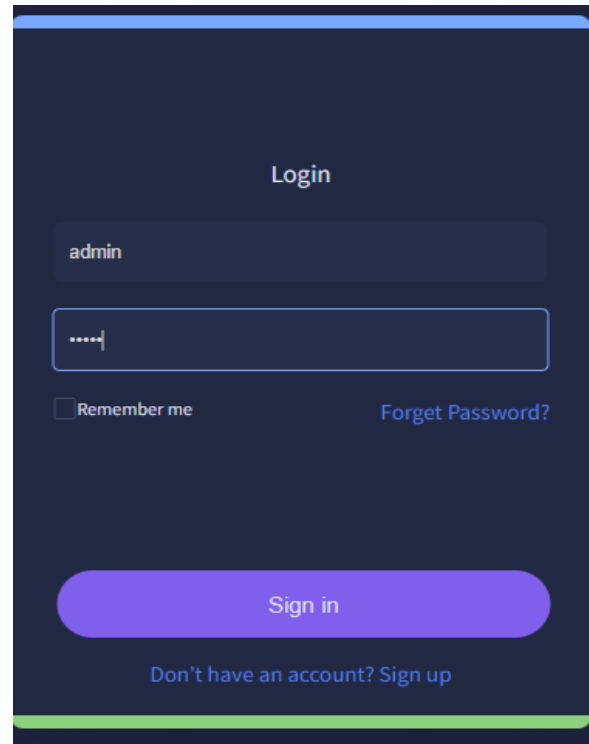 Login
admin
•••••
Remember me Forget Password?
Sign in
Don’t have an account? Sign up